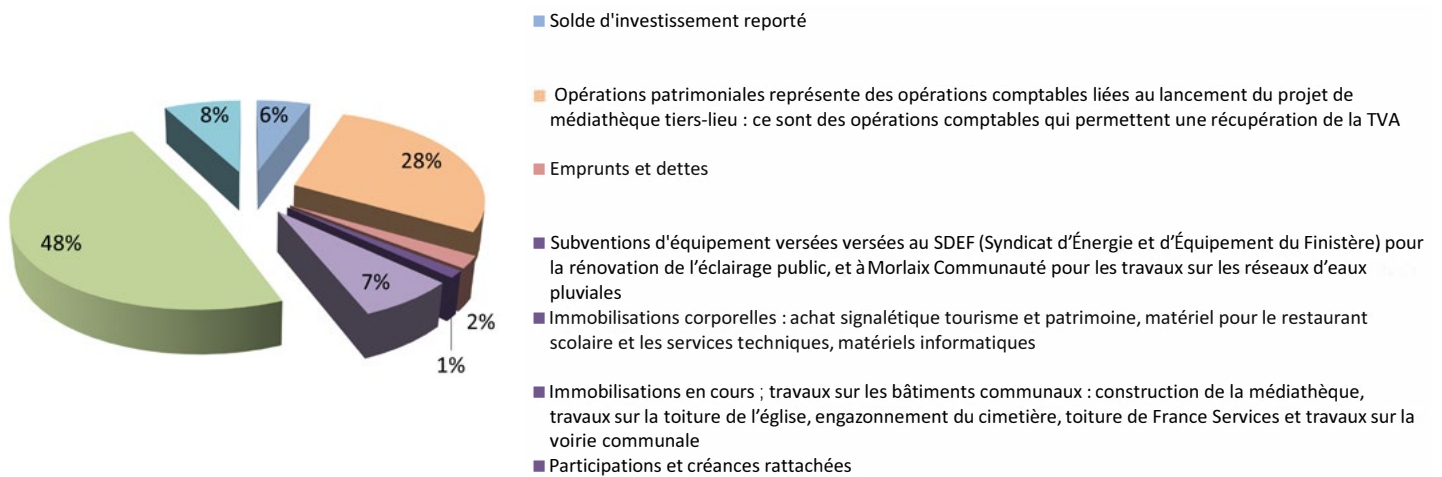 Solde d'investissement reporté
8%
6%
Opérations patrimoniales représente des opérations comptables liées au lancement du projet de
médiathèque tiers-lieu : ce sont des opérations comptables qui permettent une récupération de la TVA
28%
Emprunts et dettes
48%
Subventions d'équipement versées versées au SDEF (Syndicat d’Énergie et d’Équipement du Finistère) pour
la rénovation de l’éclairage public, et à Morlaix Communauté pour les travaux sur les réseaux d’eaux
pluviales
7%
2%
1%
Immobilisations corporelles : achat signalétique tourisme et patrimoine, matériel pour le restaurant
scolaire et les services techniques, matériels informatiques
Immobilisations en cours ; travaux sur les bâtiments communaux : construction de la médiathèque,
travaux sur la toiture de l’église, engazonnement du cimetière, toiture de France Services et travaux sur la
voirie communale
Participations et créances rattachées